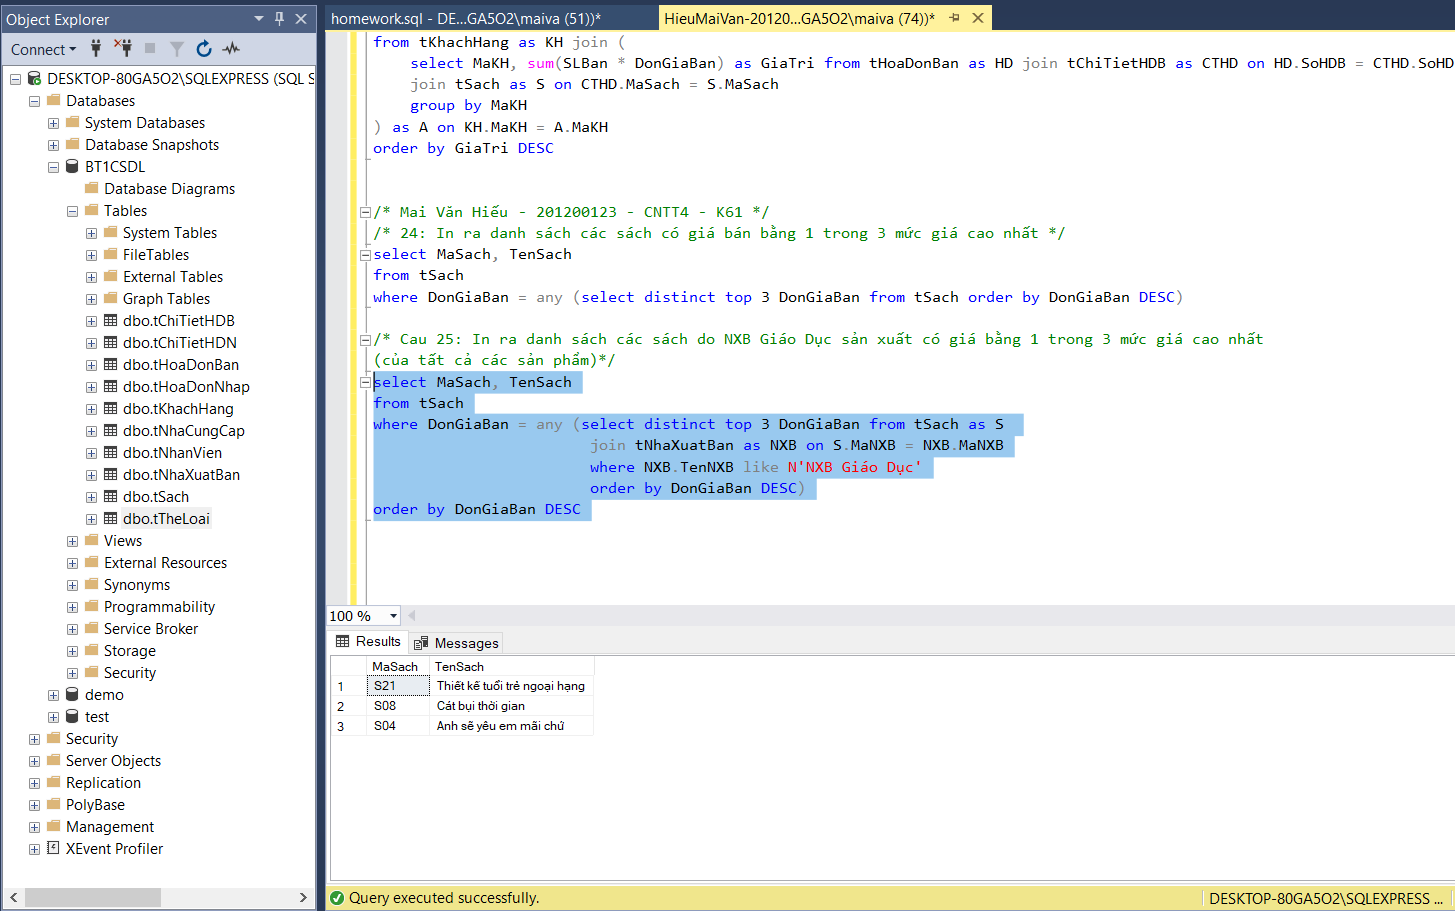 Object Explorer
Connect
DESKTOP-80GA5O2\SQLEXPRESS (SQL S
Databases
System Databases
Database Snapshots
BT1CSDL
Database Diagrams
Tables
System Tables
FileTables
External Tables
Graph Tables
dbo.tChiTietHDB
dbo.tChiTietHDN
dbo.tHoaDonBan
dbo.tHoaDonNhap
dbo.tKhachHang
dbo.tNhaCungCap
dbo.tNhanVien
dbo.tNhaXuatBan
dbo.tSach
dbo.tTheLoai
Views
External Resources
Synonyms
Programmability
Service Broker
Storage
Security
demo
test
Security
Server Objects
Replication
PolyBase
Management
XEvent Profiler
homework.sql - DE...GA5O2\maiva (51))*
HieuMaiVan-20120...GA5O2\maiva (74))*
from tKhachHang as KH join (
select MaKH, sum(SLBan * DonGiaBan) as GiaTri from tHoaDonBan as HD join tChiTietHDB as CTHD on HD.SoHDB = CTHD.SoHD
join tSach as S on CTHD.MaSach = S.MaSach
group by MaKH
) as A on KH.MaKH = A.MaKH
order by GiaTri DESC
/* Mai Văn Hiếu - 201200123 - CNTT4 - K61 */
/* 24: In ra danh sách các sách có giá bán bằng 1 trong 3 mức giá cao nhất */
select MaSach, TenSach
from tSach
where DonGiaBan = any (select distinct top 3 DonGiaBan from tSach order by DonGiaBan DESC)
/* Cau 25: In ra danh sách các sách do NXB Giáo Dục sản xuất có giá bằng 1 trong 3 mức giá cao nhất
(của tất cả các sản phẩm)*/
select MaSach, TenSach
from tSach
where DonGiaBan = any (select distinct top 3 DonGiaBan from tSach as S
join tNhaXuatBan as NXB on S.MaNXB = NXB.MaNXB
where NXB.TenNXB like N'NXB Giáo Dục'
order by DonGiaBan DESC)
order by DonGiaBan DESC
100 %
Results Messages
MaSach TenSach
1 S21 Thiết kế tuổi trẻ ngoại hạng
2 S08 Cát bụi thời gian
3 S04 Anh sẽ yêu em mãi chứ
Query executed successfully.
DESKTOP-80GA5O2\SQLEXPRESS ...